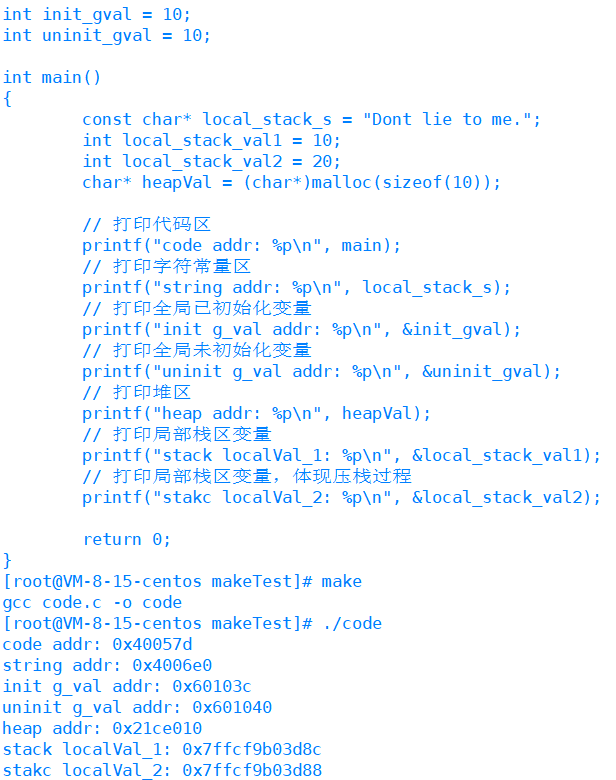 int init_gval = 10;
int uninit_gval = 10;
int main()
{
        const char* local_stack_s = "Dont lie to me.";
        int local_stack_val1 = 10;
        int local_stack_val2 = 20;
        char* heapVal = (char*)malloc(sizeof(10));
        // 打印代码区
        printf("code addr: %p\n", main);
        // 打印字符常量区
        printf("string addr: %p\n", local_stack_s);
        // 打印全局已初始化变量
        printf("init g_val addr: %p\n", &init_gval);
        // 打印全局未初始化变量
        printf("uninit g_val addr: %p\n", &uninit_gval);
        // 打印堆区
        printf("heap addr: %p\n", heapVal);
        // 打印局部栈区变量
        printf("stack localVal_1: %p\n", &local_stack_val1);
        // 打印局部栈区变量，体现压栈过程
        printf("stakc localVal_2: %p\n", &local_stack_val2);
        return 0;
}
[root@VM-8-15-centos makeTest]# make
gcc code.c -o code
[root@VM-8-15-centos makeTest]# ./code
code addr: 0x40057d
string addr: 0x4006e0
init g_val addr: 0x60103c
uninit g_val addr: 0x601040
heap addr: 0x21ce010
stack localVal_1: 0x7ffcf9b03d8c
stakc localVal_2: 0x7ffcf9b03d88